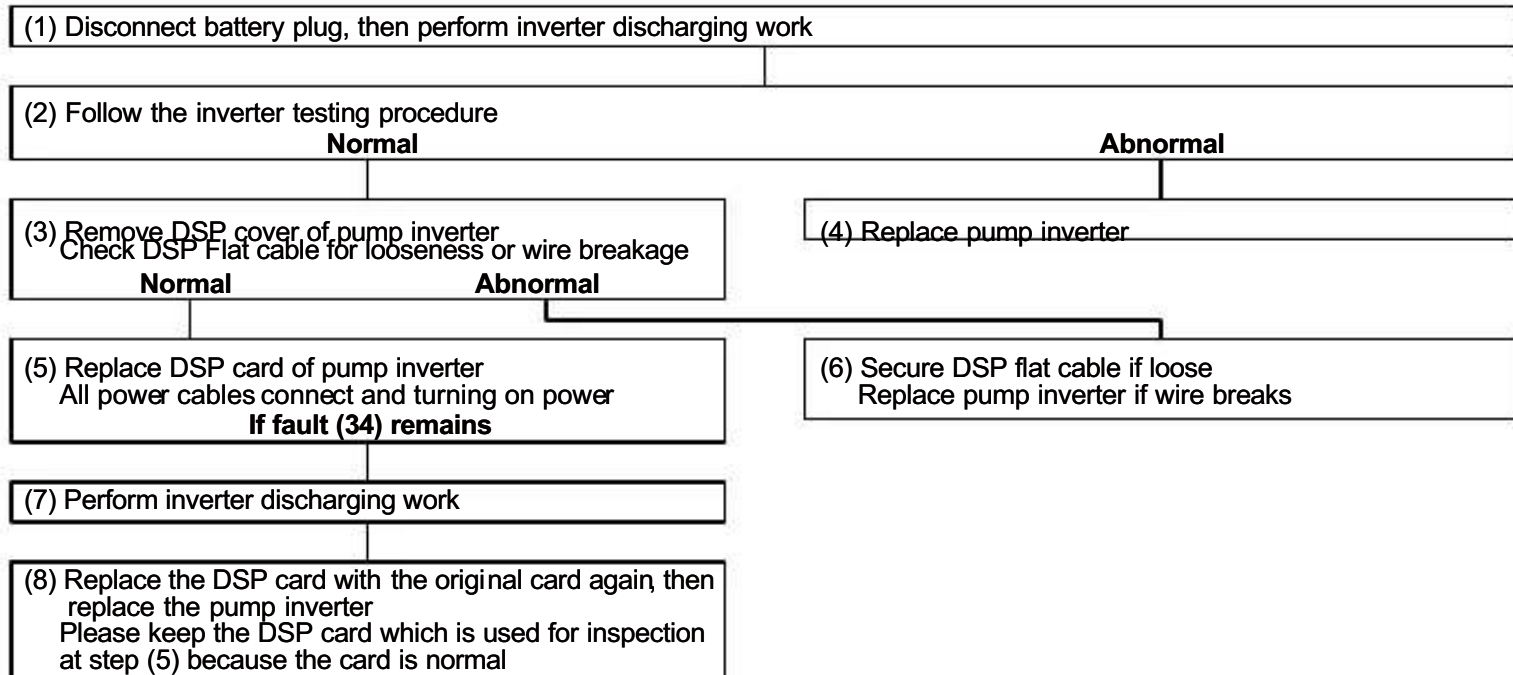 (1) Disconnect battery plug, then perform inverter discharging work
(2) Follow the inverter testing procedure
Normal
Abnormal
(3) Remove DSP cover of pump inverter
Check DSP Flat cable for looseness or wire breakage
Normal
Abnormal
(4) Replace pump inverter
(5) Replace DSP card of pump inverter
All power cables connect and turning on power
If fault (34) remains
(6) Secure DSP flat cable if loose
Replace pump inverter if wire breaks
(7) Perform inverter discharging work
(8) Replace the DSP card with the original card again, then
replace the pump inverter
Please keep the DSP card which is used for inspection
at step (5) because the card is normal